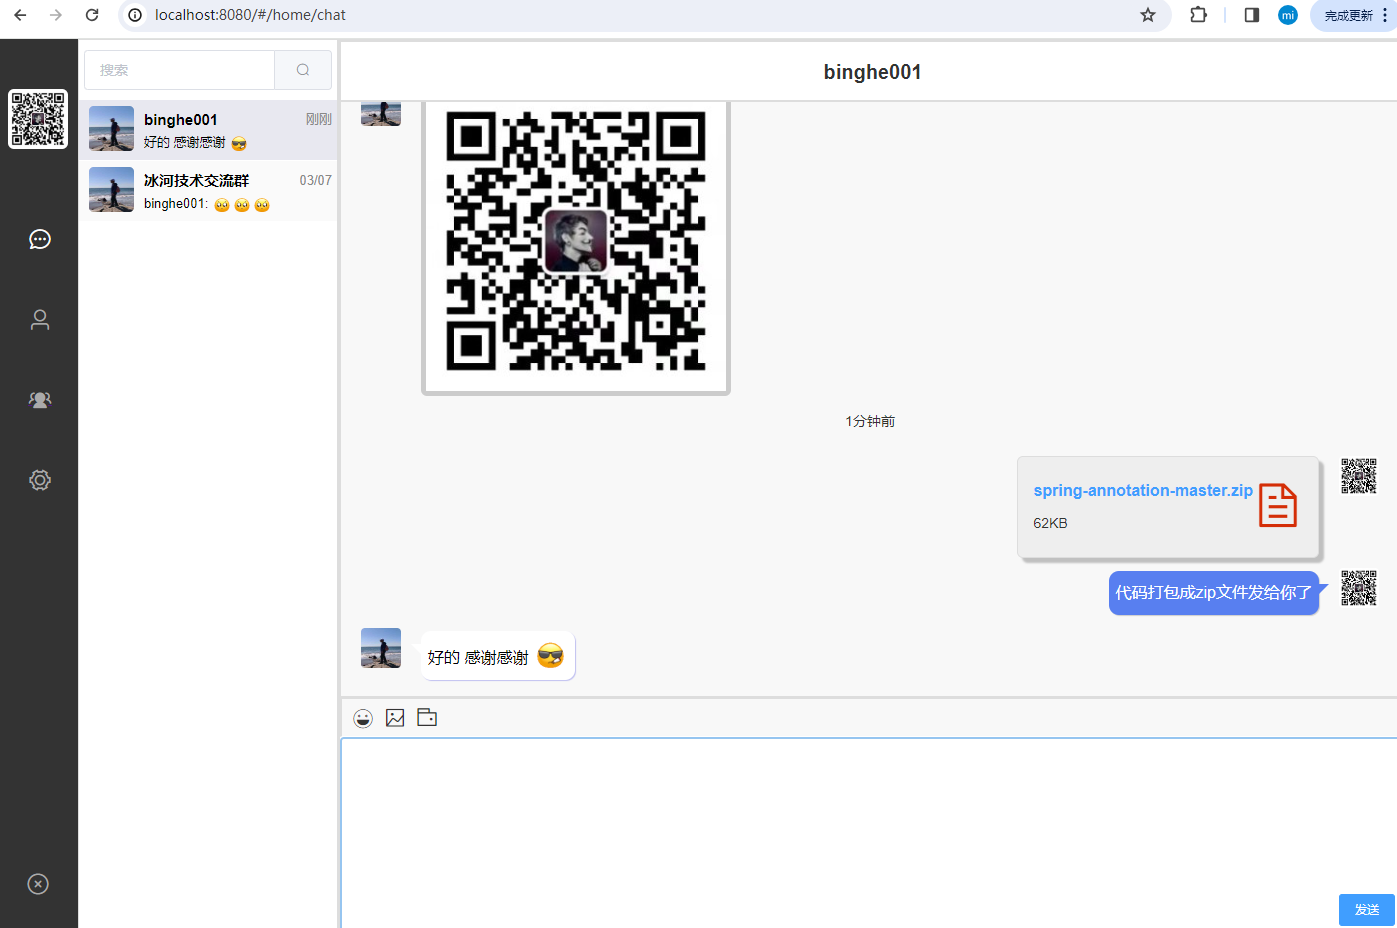 localhost:8080/#/home/chat
mi
完成更新
搜索
binghe001
刚刚
好的 感谢感谢
冰河技术交流群
03/07
binghe001:
binghe001
1分钟前
spring-annotation-master.zip
62KB
代码打包成zip文件发给你了
好的 感谢感谢
发送